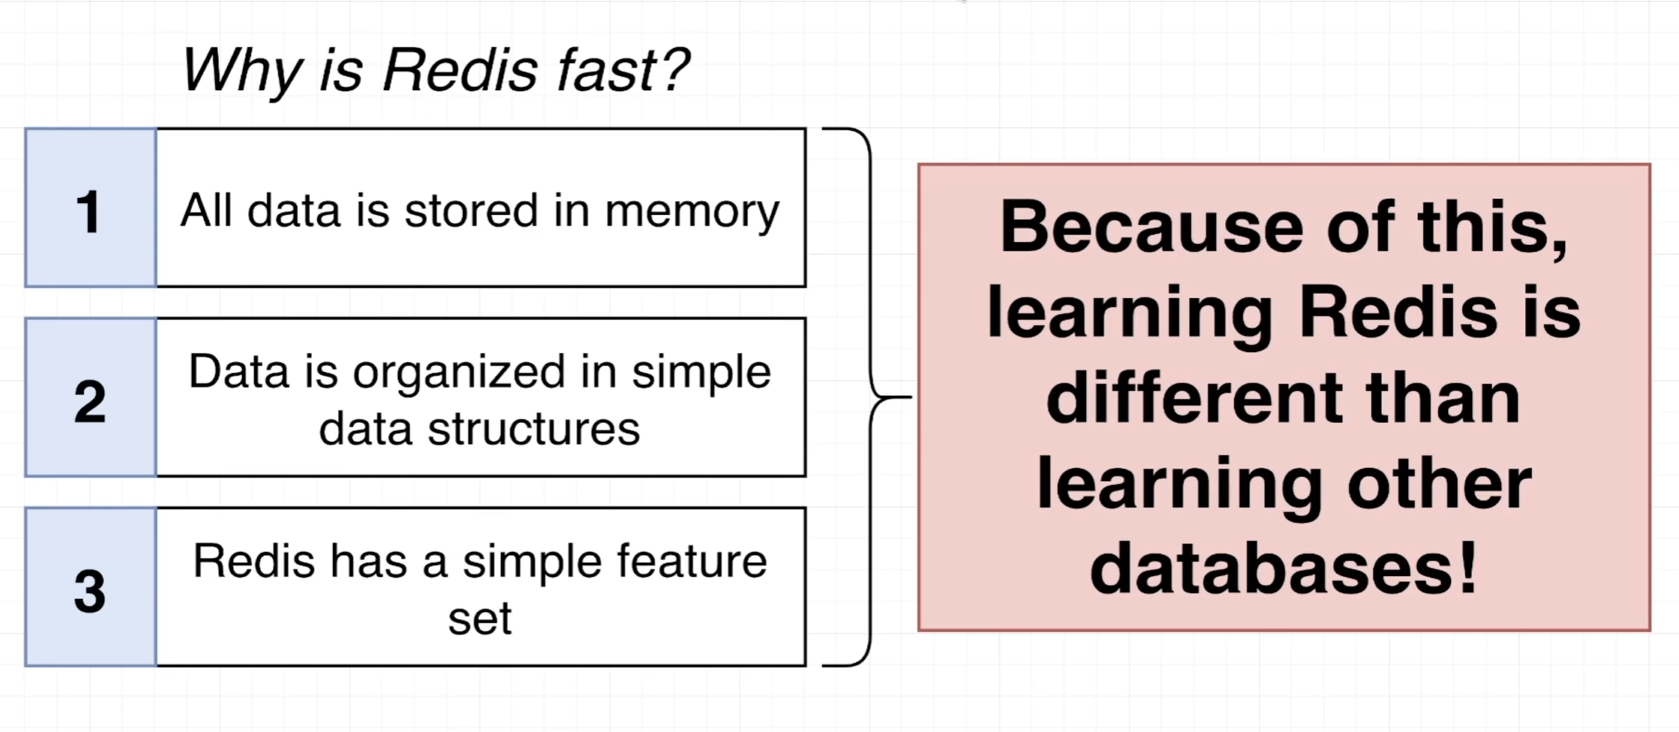 Why is Redis fast?
1
All data is stored in memory
2
Data is organized in simple
data structures
3
Redis has a simple feature
set
Because of this,
learning Redis is
different than
learning other
databases!